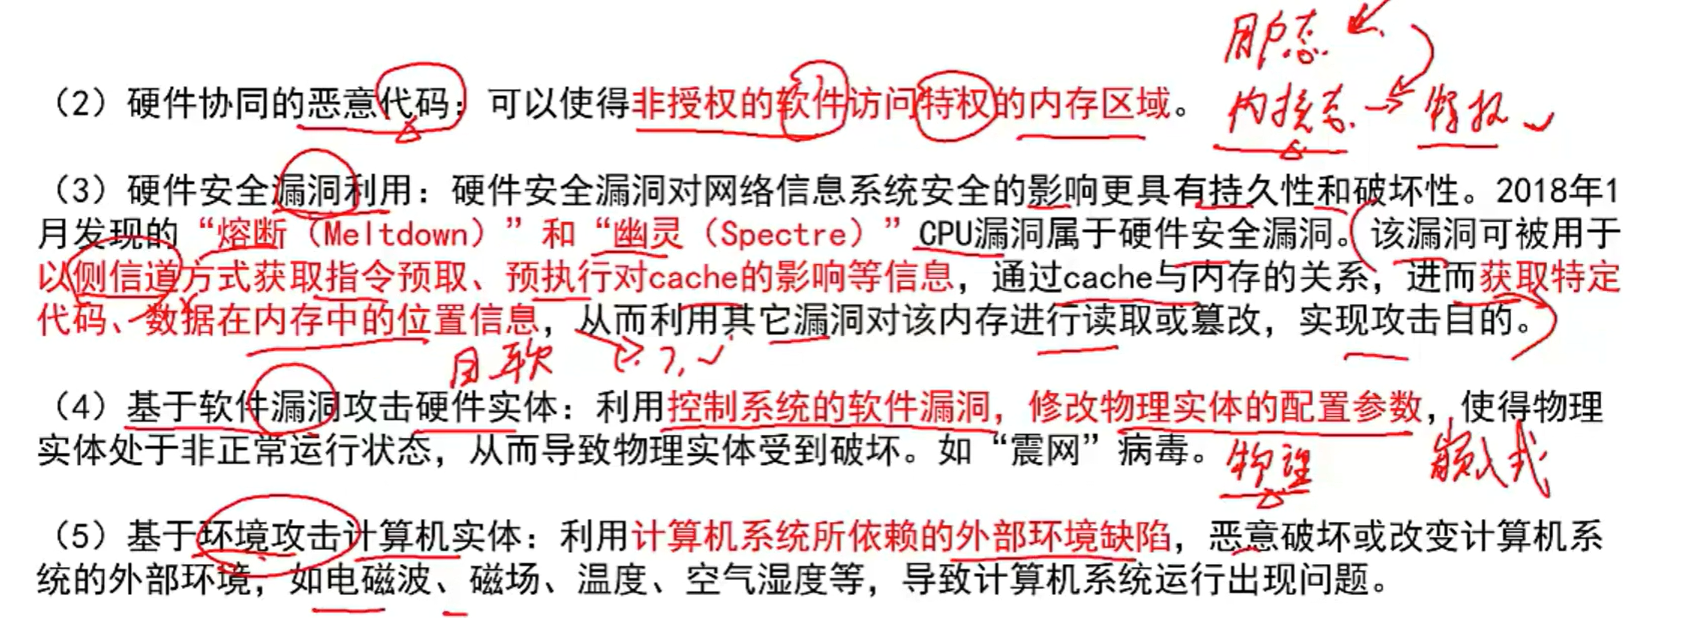 用户态
（2）硬件协同的恶意代码：可以使得非授权的软件访问特权的内存区域。
内核态 特权
（3）硬件安全漏洞利用：硬件安全漏洞对网络信息系统安全的影响更具有持久性和破坏性。2018年1
月发现的“熔断（Meltdown）”和“幽灵（Spectre）”CPU漏洞属于硬件安全漏洞。该漏洞可被用于
以侧信道方式获取指令预取、预执行对cache的影响等信息，通过cache与内存的关系，进而获取特定
代码、数据在内存中的位置信息，从而利用其它漏洞对该内存进行读取或篡改，实现攻击目的。
（4）基于软件漏洞攻击硬件实体：利用控制系统的软件漏洞，修改物理实体的配置参数，使得物理
实体处于非正常运行状态，从而导致物理实体受到破坏。如“震网”病毒。
物理 嵌入式
（5）基于环境攻击计算机实体：利用计算机系统所依赖的外部环境缺陷，恶意破坏或改变计算机系
统的外部环境，如电磁波、磁场、温度、空气湿度等，导致计算机系统运行出现问题。